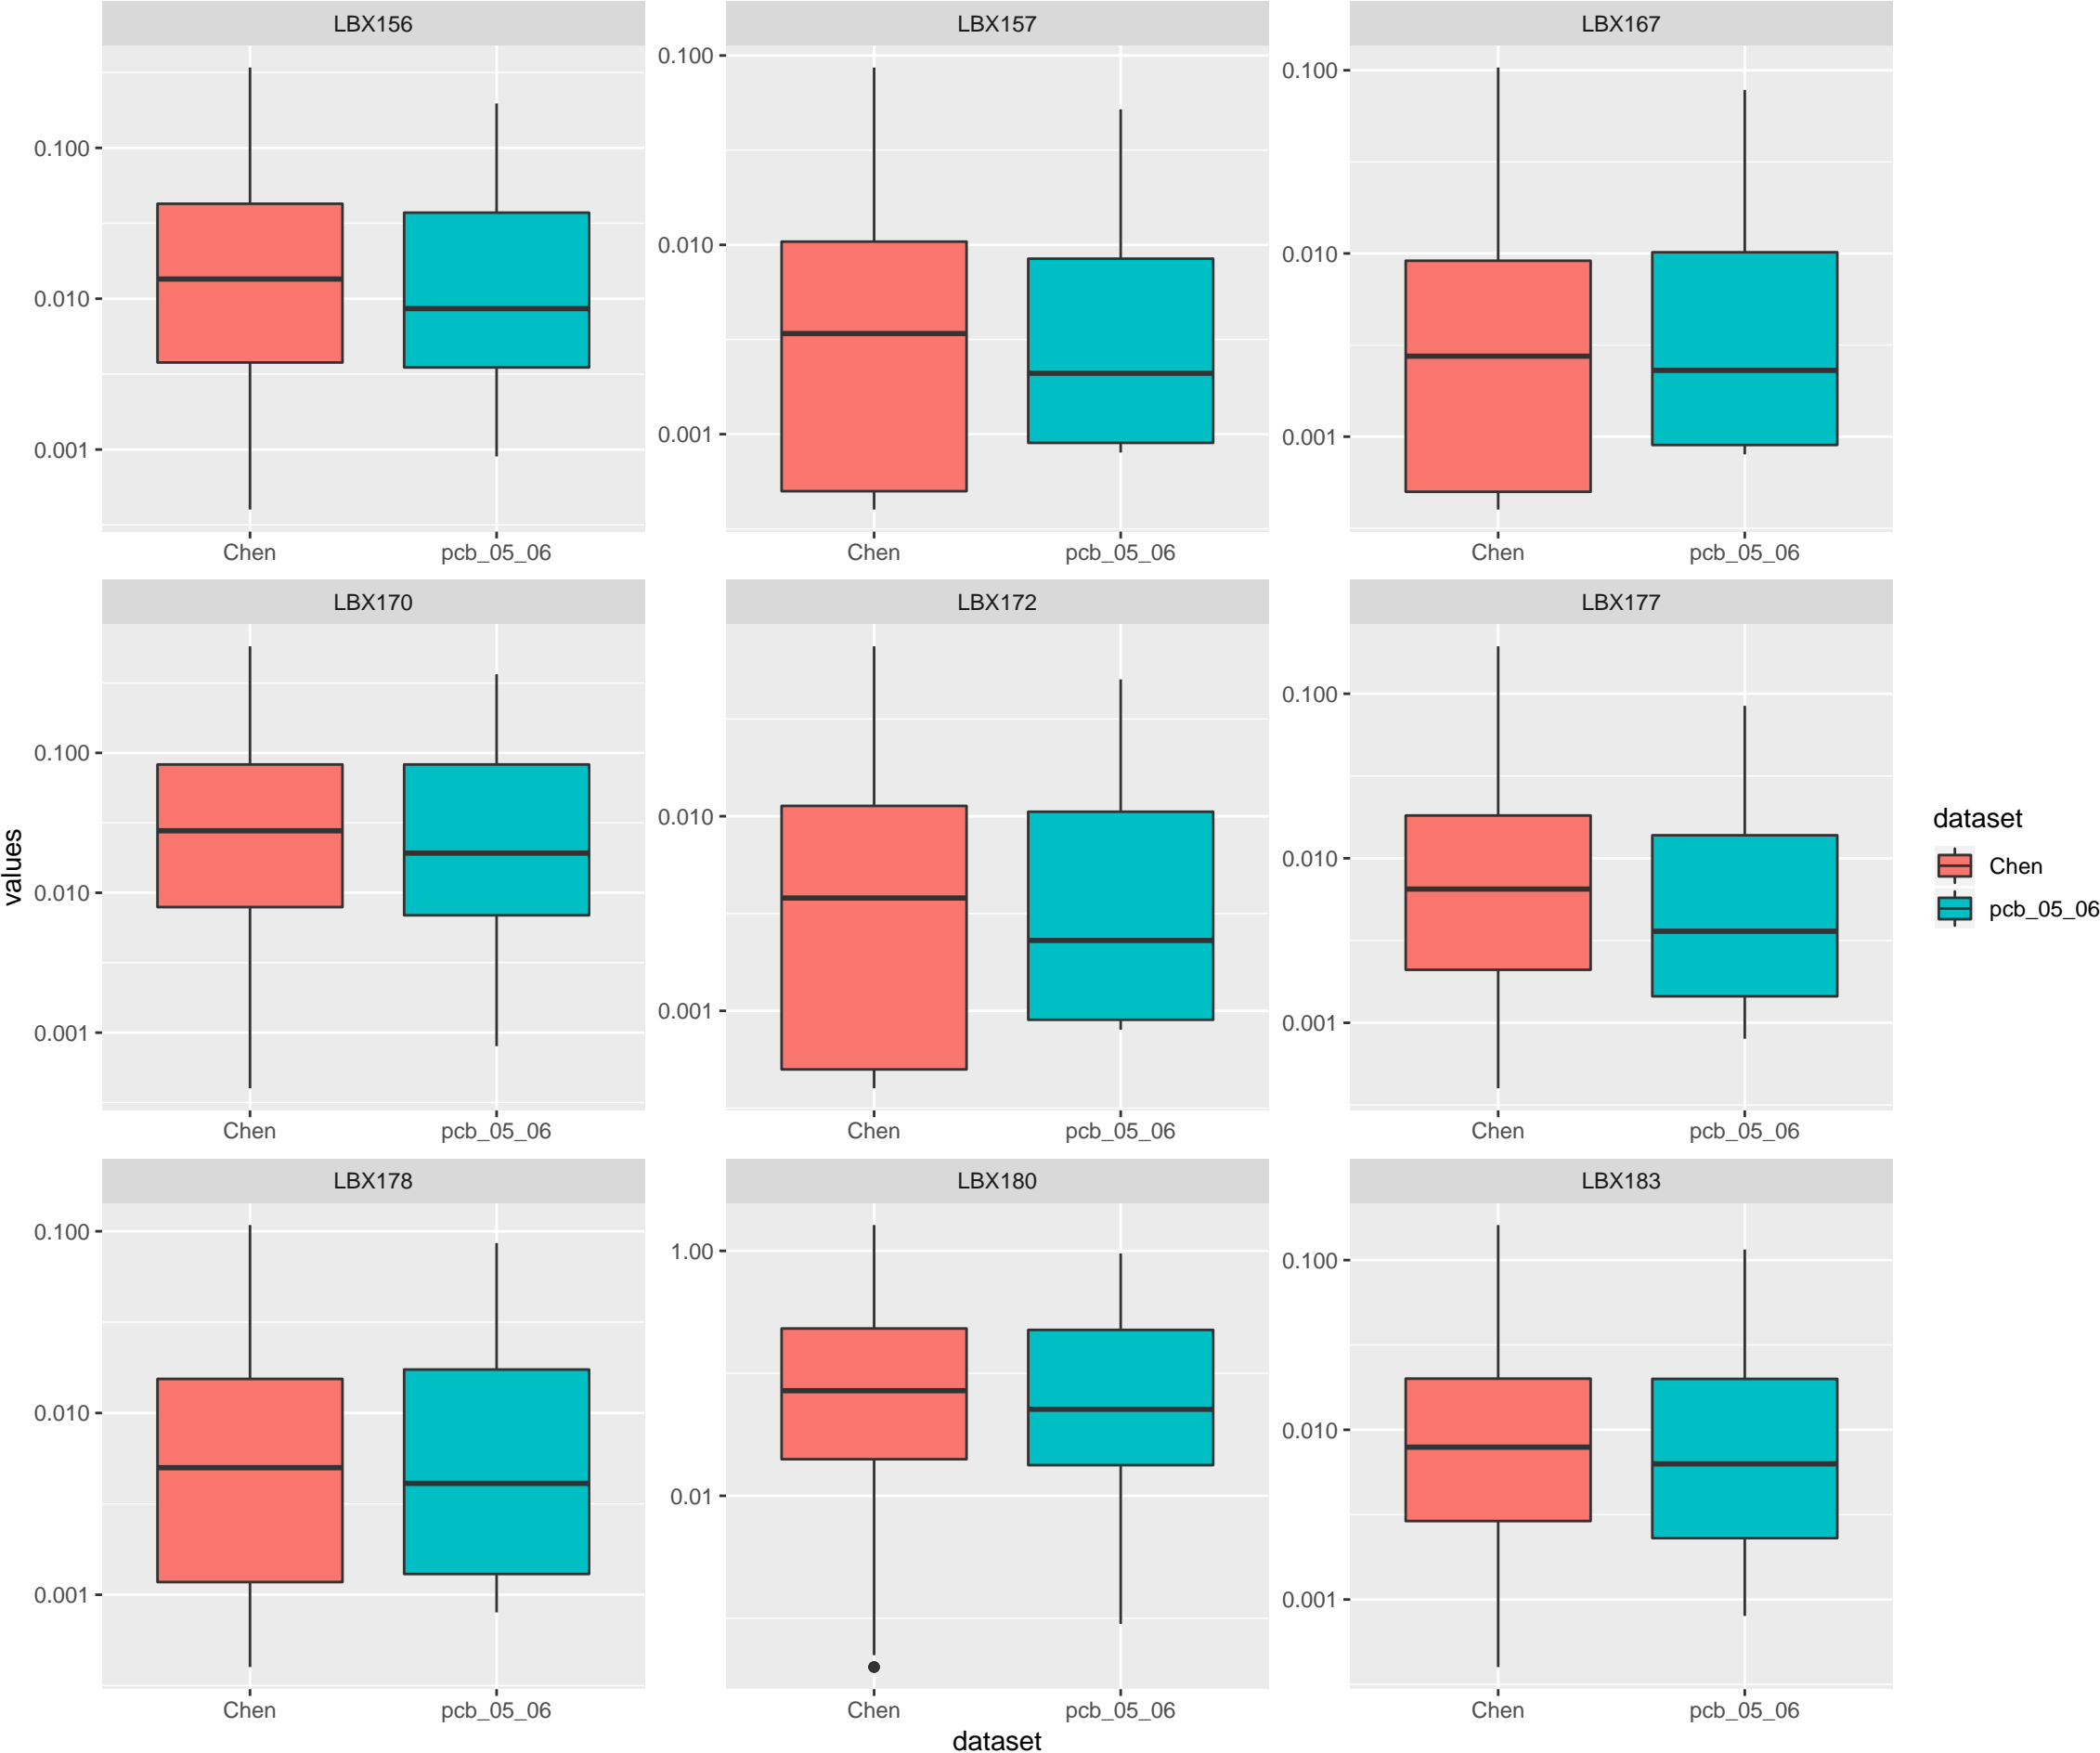 LBX156 LBX157 LBX167
0.100
0.010
0.001
0.100
0.010
0.001
0.100
0.010
0.001
Chen pcb_05_06 Chen pcb_05_06 Chen pcb_05_06
LBX170 LBX172 LBX177
0.100
0.010
0.001
0.010
0.001
0.100
0.010
0.001
Chen pcb_05_06 Chen pcb_05_06 Chen pcb_05_06
LBX178 LBX180 LBX183
0.100
0.010
0.001
1.00
0.01
0.100
0.010
0.001
Chen pcb_05_06 Chen pcb_05_06 Chen pcb_05_06
values
dataset
dataset
Chen
pcb_05_06